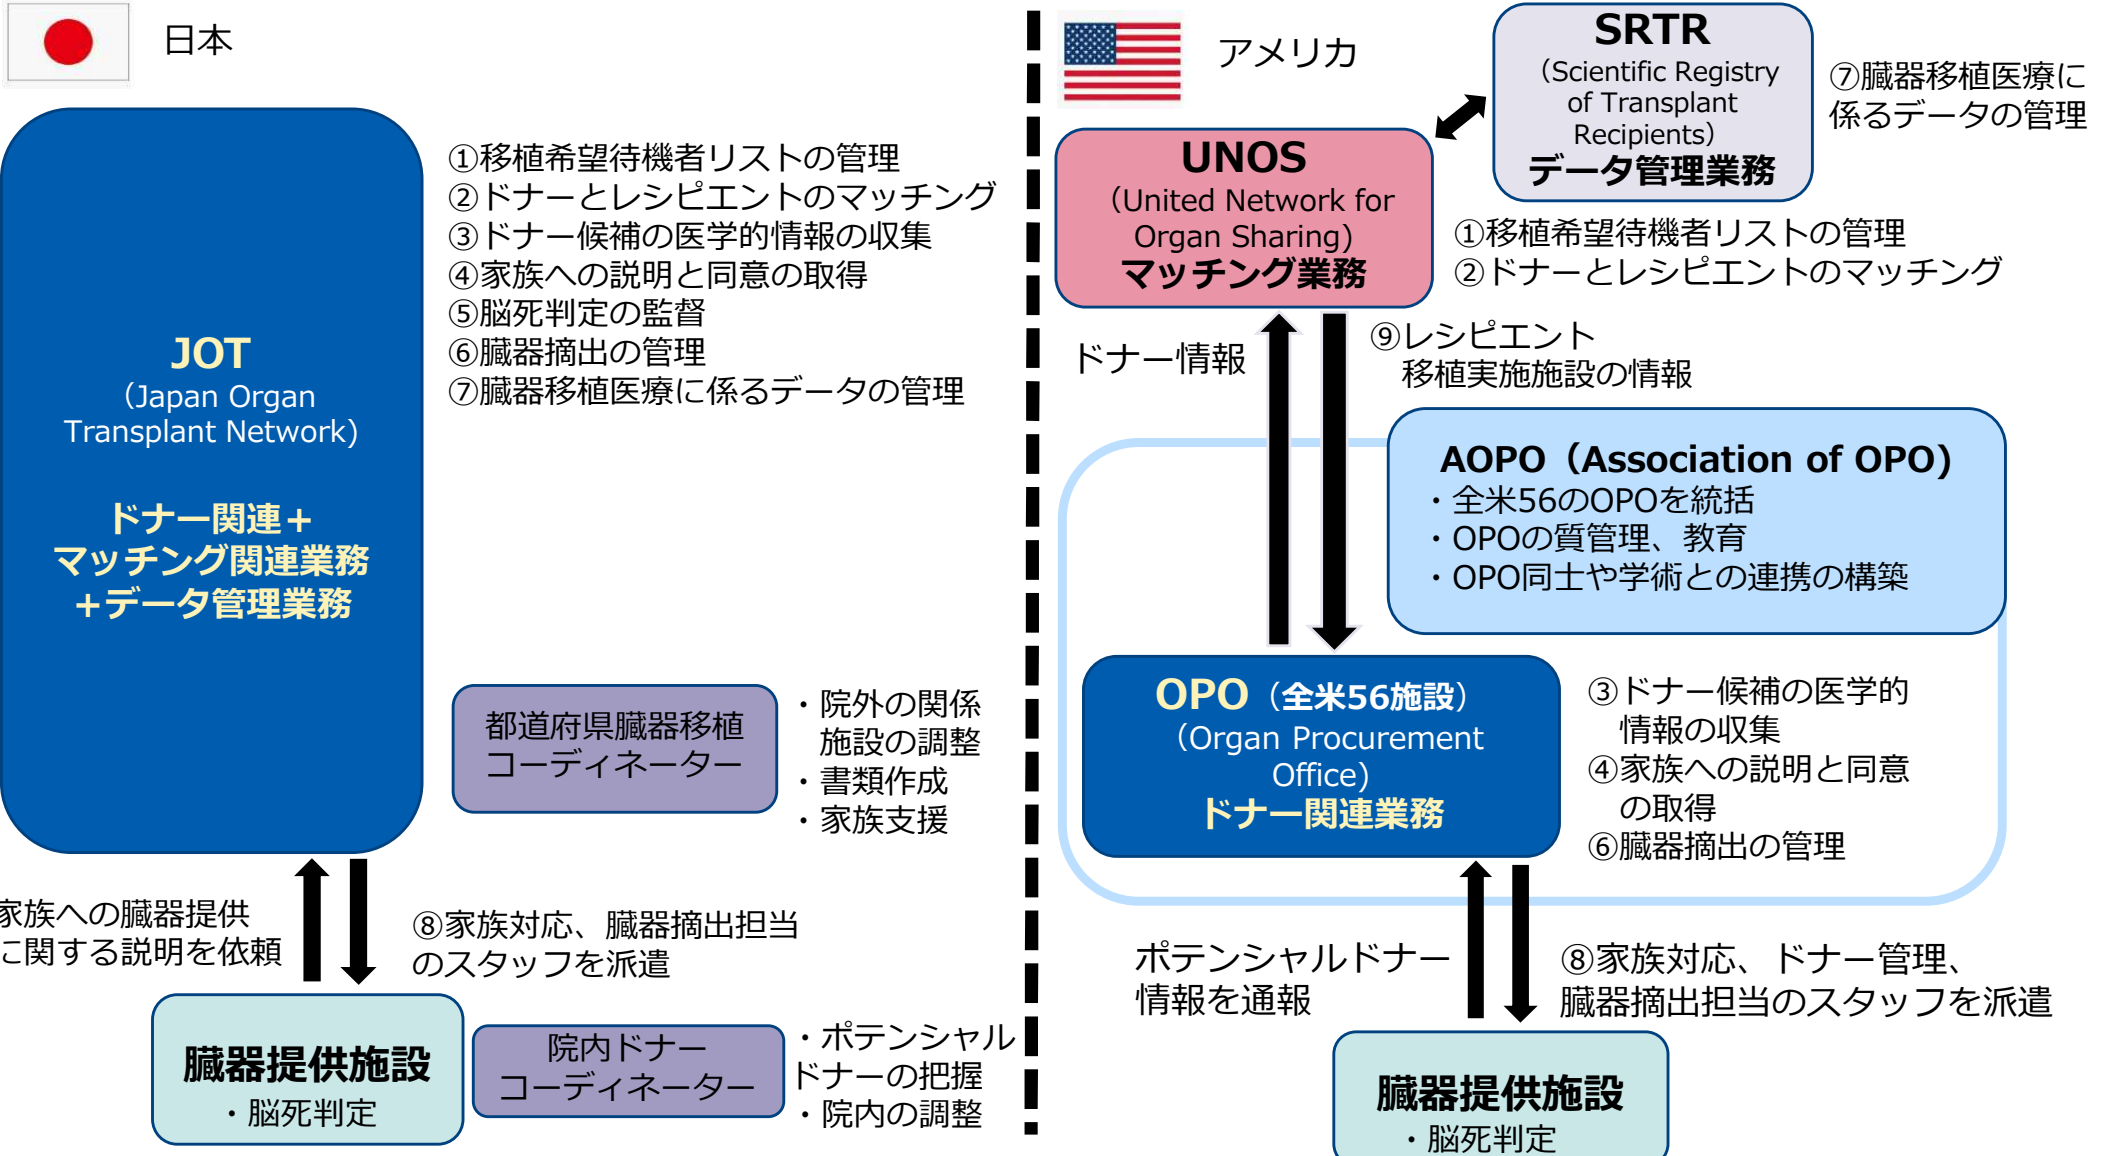 日本
JOT
（Japan Organ
Transplant Network)
ドナー関連＋
マッチング関連業務
＋データ管理業務
①移植希望待機者リストの管理
②ドナーとレシピエントのマッチング
③ドナー候補の医学的情報の収集
④家族への説明と同意の取得
⑤脳死判定の監督
⑥臓器摘出の管理
⑦臓器移植医療に係るデータの管理
都道府県臓器移植
コーディネーター
・院外の関係
施設の調整
・書類作成
・家族支援
家族への臓器提供
に関する説明を依頼
⑧家族対応、臓器摘出担当
のスタッフを派遣
臓器提供施設
・脳死判定
院内ドナー
コーディネーター
・ポテンシャル
ドナーの把握
・院内の調整
アメリカ
SRTR
（Scientific Registry
of Transplant
Recipients）
データ管理業務
⑦臓器移植医療に
係るデータの管理
UNOS
（United Network for
Organ Sharing)
マッチング業務
①移植希望待機者リストの管理
②ドナーとレシピエントのマッチング
ドナー情報
⑨レシピエント
移植実施施設の情報
AOPO（Association of OPO)
・全米56のOPOを統括
・OPOの質管理、教育
・OPO同士や学術との連携の構築
OPO（全米56施設）
（Organ Procurement
Office)
ドナー関連業務
③ドナー候補の医学的
情報の収集
④家族への説明と同意
の取得
⑥臓器摘出の管理
ポテンシャルドナー
情報を通報
⑧家族対応、ドナー管理、
臓器摘出担当のスタッフを派遣
臓器提供施設
・脳死判定